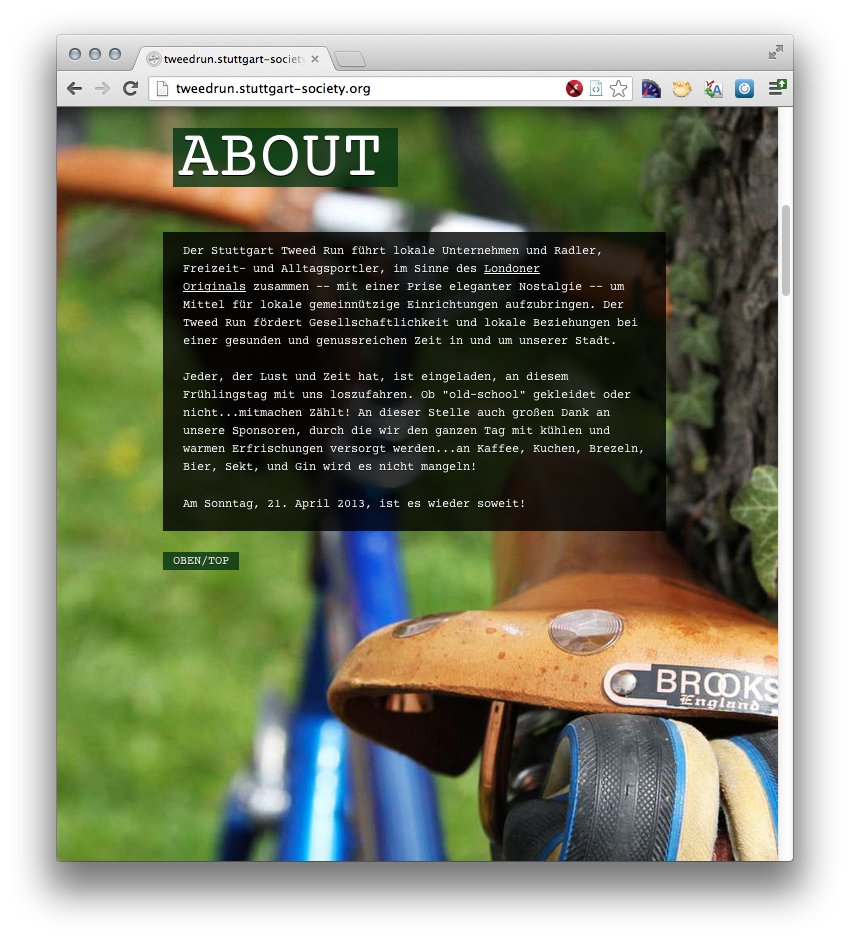 tweedrun.stuttgart-societ
tweedrun.stuttgart-society.org
ABOUT
Der Stuttgart Tweed Run führt lokale Unternehmen und Radler,
Freizeit- und Alltagsportler, im Sinne des Londoner
Originals zusammen -- mit einer Prise eleganter Nostalgie -- um
Mittel für lokale gemeinnützige Einrichtungen aufzubringen. Der
Tweed Run fördert Gesellschaftlichkeit und lokale Beziehungen bei
einer gesunden und genussreichen Zeit in und um unserer Stadt.
Jeder, der Lust und Zeit hat, ist eingeladen, an diesem
Frühlingstag mit uns loszufahren. Ob "old-school" gekleidet oder
nicht...mitmachen Zählt! An dieser Stelle auch großen Dank an
unsere Sponsoren, durch die wir den ganzen Tag mit kühlen und
warmen Erfrischungen versorgt werden...an Kaffee, Kuchen, Brezeln,
Bier, Sekt, und Gin wird es nicht mangeln!
Am Sonntag, 21. April 2013, ist es wieder soweit!
OBEN/TOP
BROOKS
England